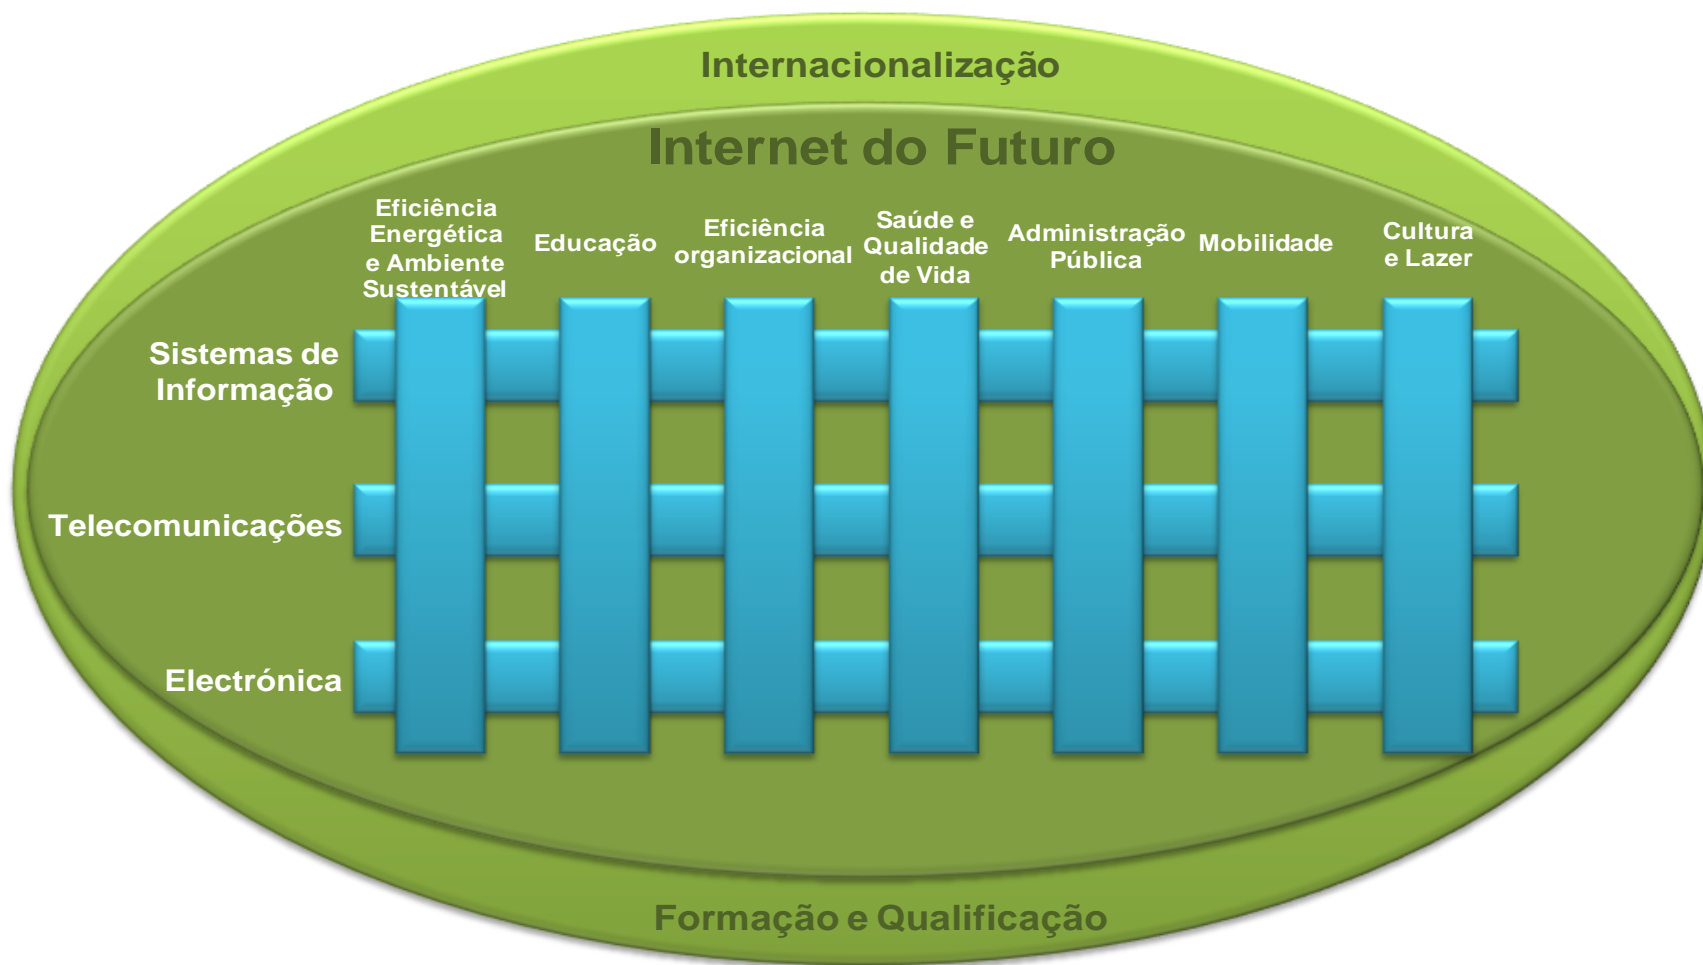 Internacionalização
Internet do Futuro
Eficiência
Energética
e Ambiente
Sustentável
Educação
Eficiência
organizacional
Saúde e
Qualidade
de Vida
Administração
Pública
Mobilidade
Cultura
e Lazer
Sistemas de
Informação
Telecomunicações
Electrónica
Formação e Qualificação